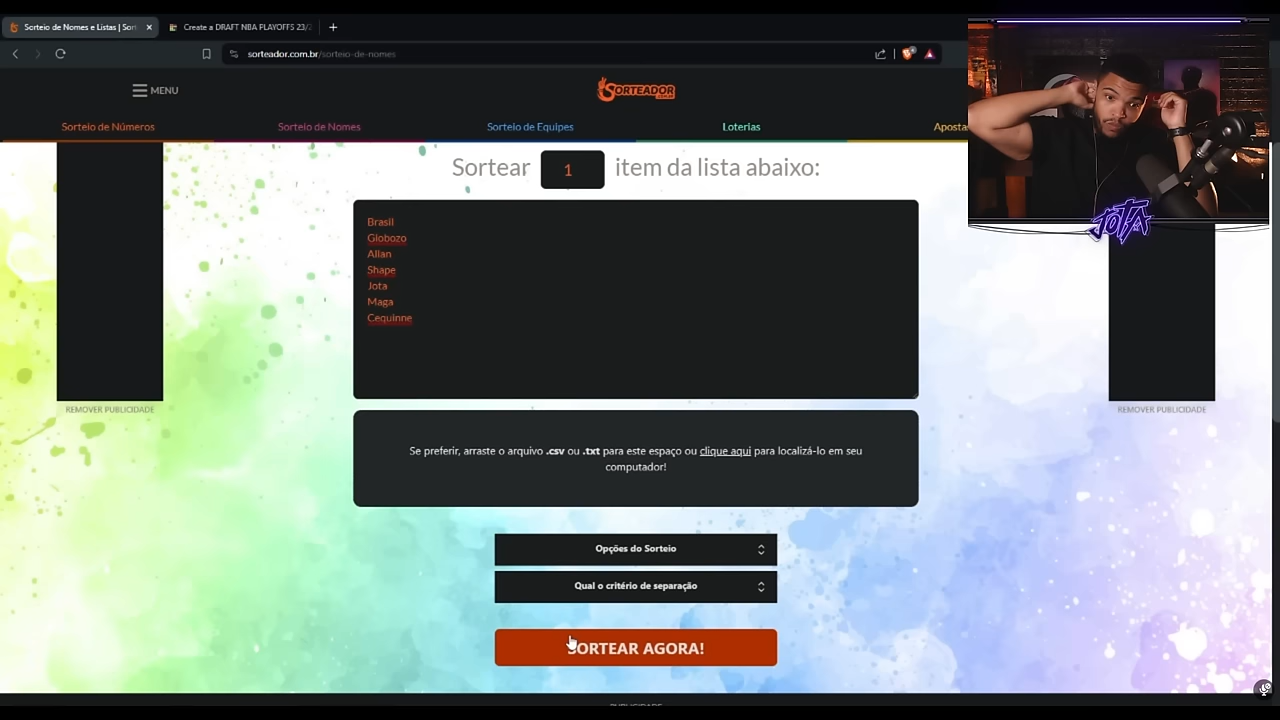 Sorteio de Nomes e Listas | Sort
Create a DRAFT NBA PLAYOFFS 23/2
sorteador.com.br/sorteio-de-nomes
MENU
SORTEADOR
Sorteio de Números
Sorteio de Nomes
Sorteio de Equipes
Loterias
Aposta
Sortear 1 item da lista abaixo:
Brasil
Globozo
Allan
Shape
Jota
Maga
Cequinne
JOTA
REMOVER PUBLICIDADE
REMOVER PUBLICIDADE
Se preferir, arraste o arquivo .csv ou .txt para este espaço ou clique aqui para localizá-lo em seu
computador!
Opções do Sorteio
Qual o critério de separação
SORTEAR AGORA!
PUBLICIDADE